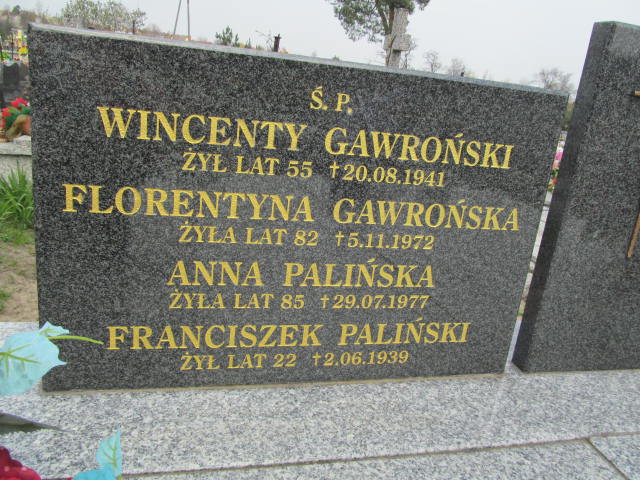 Ś. P.
WINCENTY GAWROŃSKI
ŻYŁ LAT 55 †20.08.1941
FLORENTYNA GAWROŃSKA
ŻYŁA LAT 82 †5.11.1972
ANNA PALIŃSKA
ŻYŁA LAT 85 †29.07.1977
FRANCISZEK PALIŃSKI
ŻYŁ LAT 22 †2.06.1939